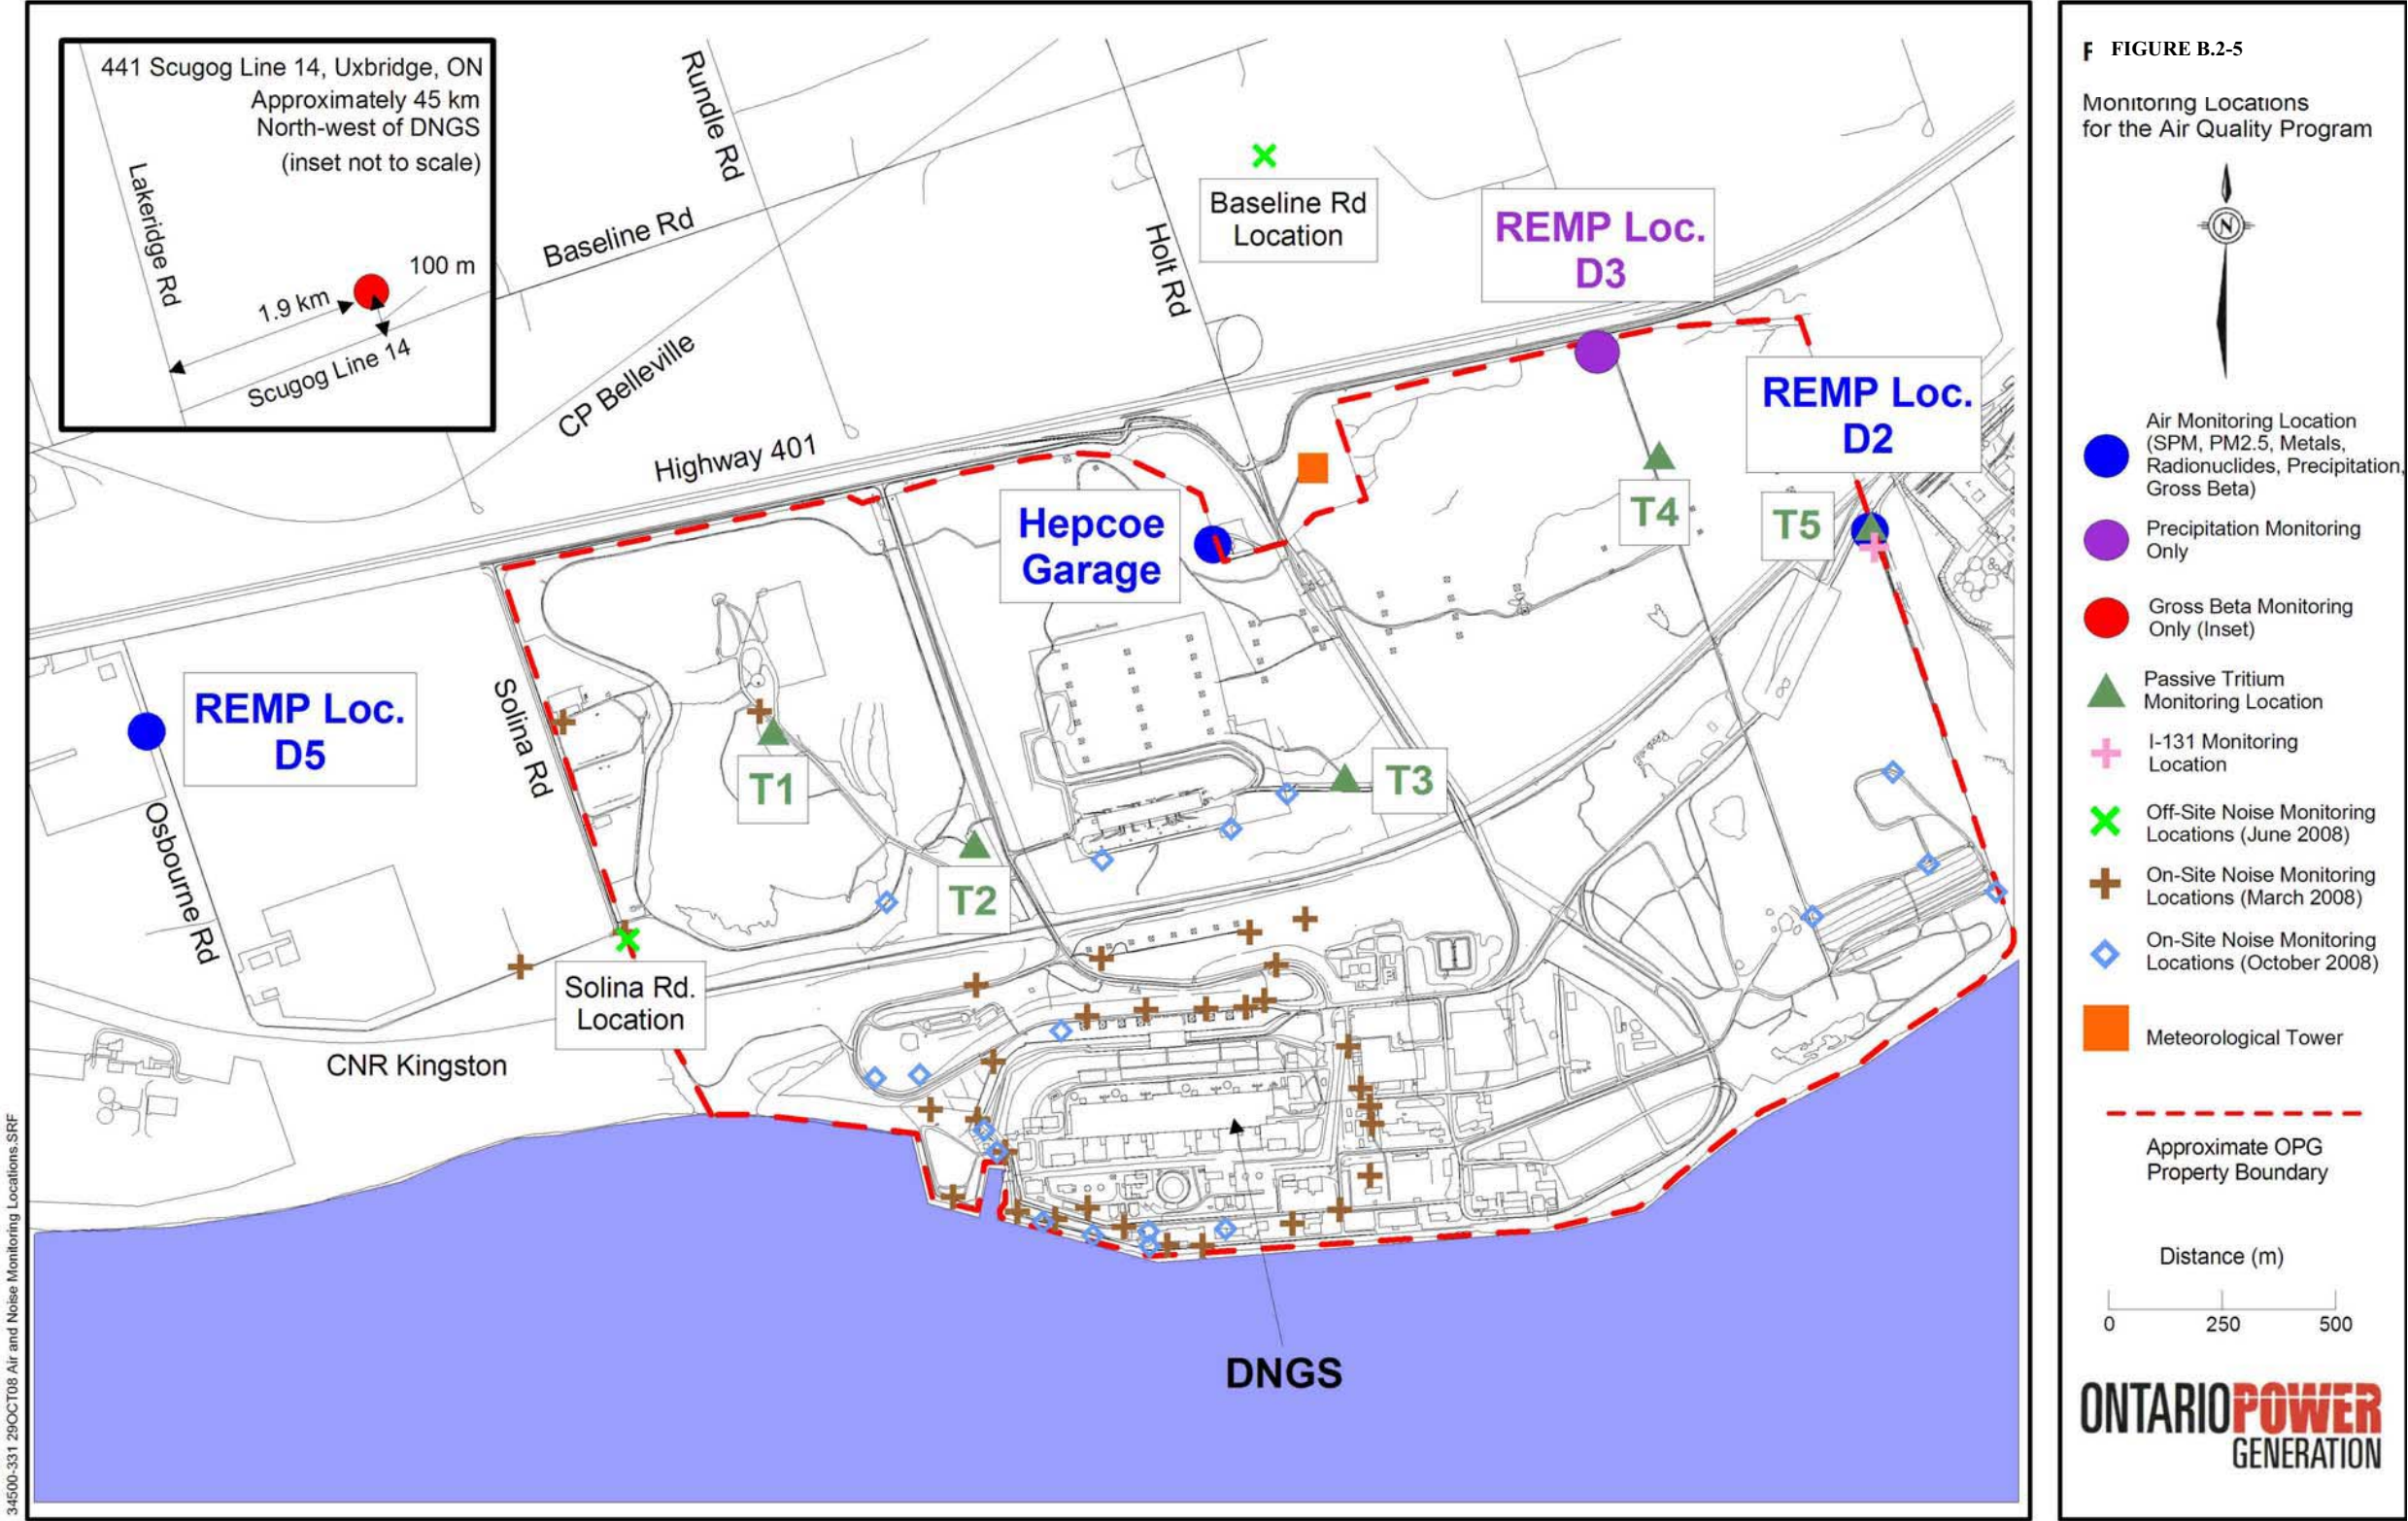 441 Scugog Line 14, Uxbridge, ON
Approximately 45 km
North-west of DNGS
(inset not to scale)
Lakeridge Rd
1.9 km
100 m
Scugog Line 14
Rundle Rd
Baseline Rd
CP Belleville
Highway 401
Holt Rd
Baseline Rd
Location
REMP Loc.
D3
REMP Loc.
D2
Hepcoe
Garage
T4
T5
REMP Loc.
D5
Solina Rd
Osbourne Rd
T1
T2
T3
Solina Rd.
Location
CNR Kingston
DNGS
34500-331 29OCT08 Air and Noise Monitoring Locations.SRF
F FIGURE B.2-5
Monitoring Locations
for the Air Quality Program
N
Air Monitoring Location
(SPM, PM2.5, Metals,
Radionuclides, Precipitation,
Gross Beta)
Precipitation Monitoring
Only
Gross Beta Monitoring
Only (Inset)
Passive Tritium
Monitoring Location
I-131 Monitoring
Location
Off-Site Noise Monitoring
Locations (June 2008)
On-Site Noise Monitoring
Locations (March 2008)
On-Site Noise Monitoring
Locations (October 2008)
Meteorological Tower
Approximate OPG
Property Boundary
Distance (m)
0 250 500
ONTARIOPOWER
GENERATION